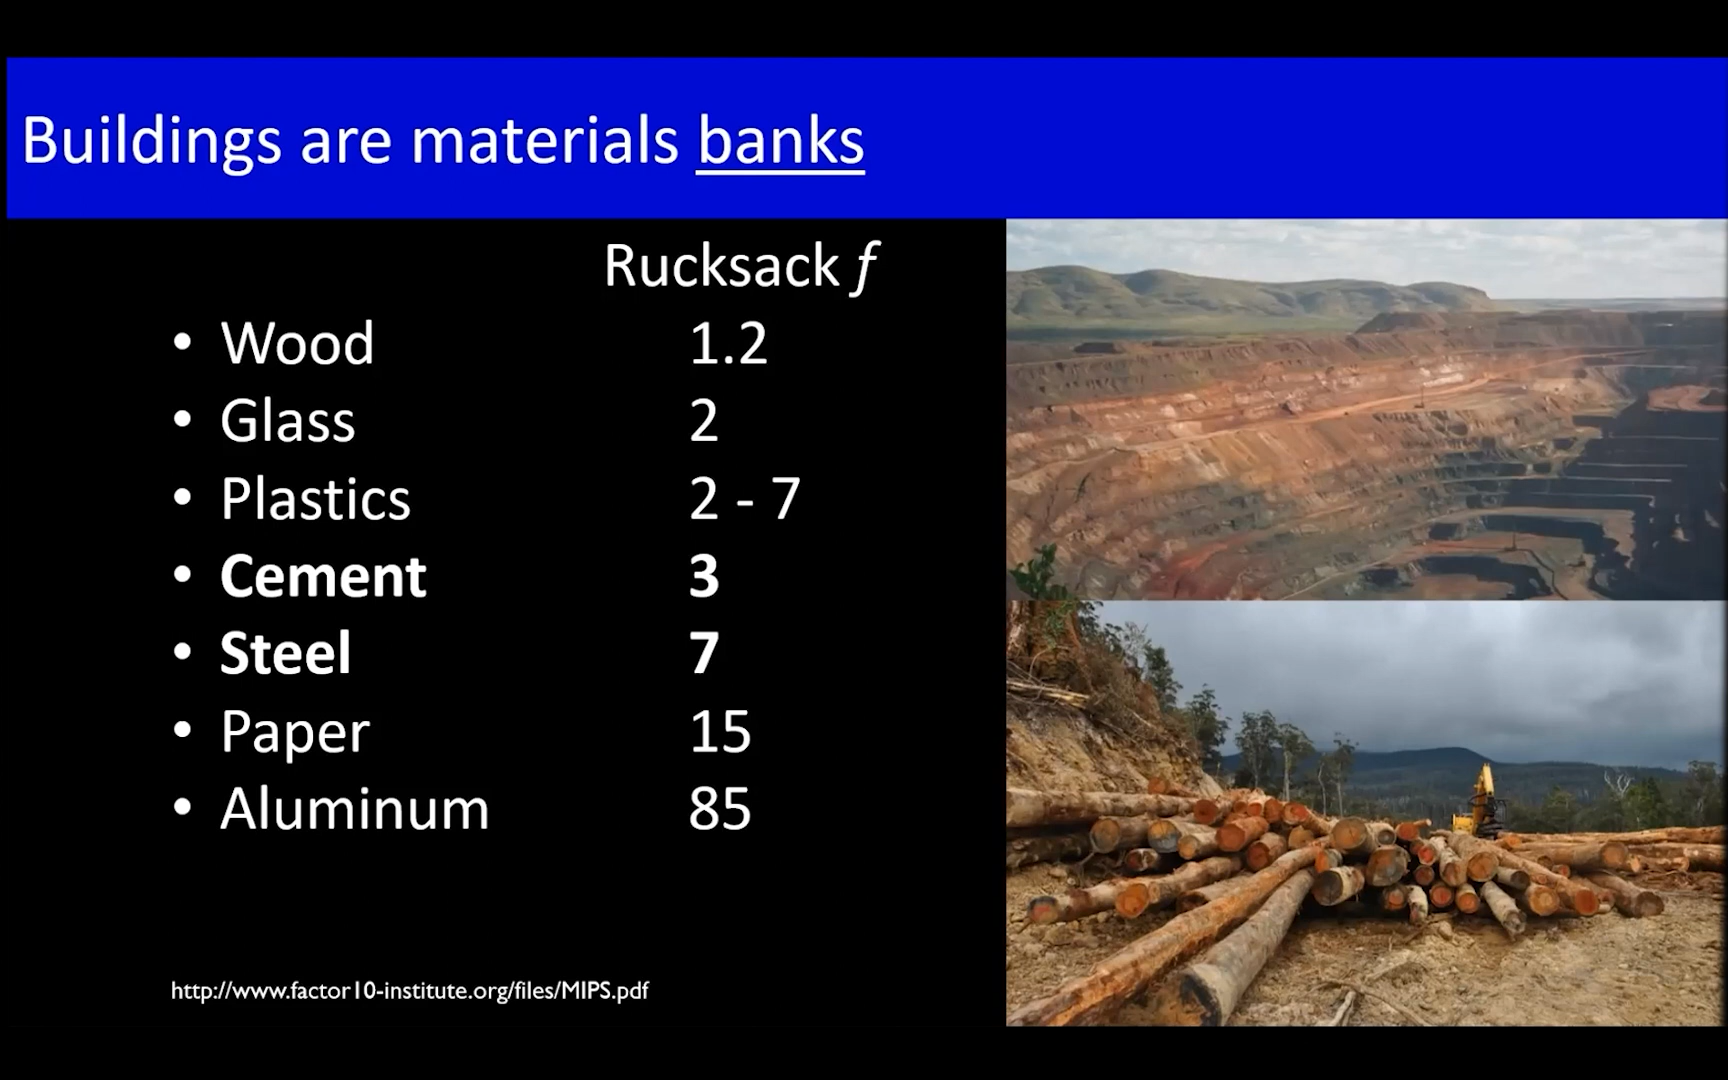 Buildings are materials banks
Rucksack f
• Wood 1.2
• Glass 2
• Plastics 2 - 7
• Cement 3
• Steel 7
• Paper 15
• Aluminum 85
http://www.factor10-institute.org/files/MIPS.pdf